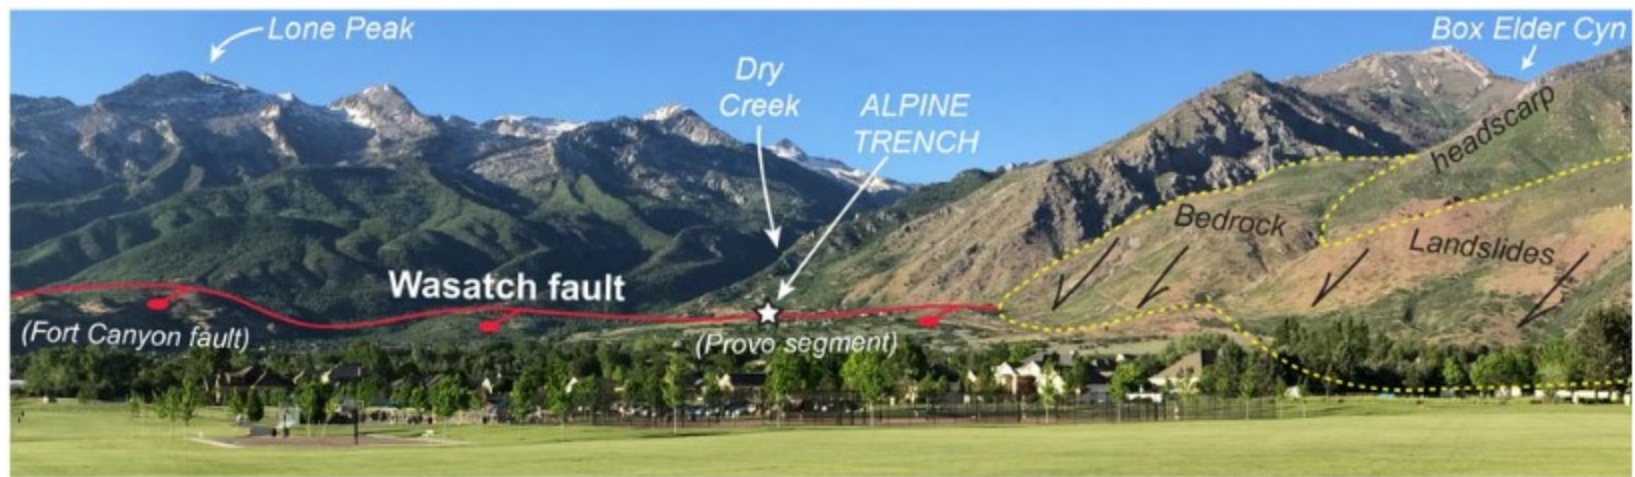 Lone Peak
Box Elder Cyn
Dry
Creek
ALPINE
TRENCH
headscarp
Bedrock
Landslides
Wasatch fault
(Fort Canyon fault)
(Provo segment)